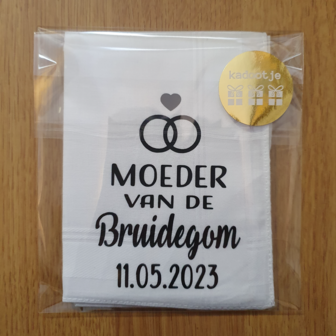 kadootje
MOEDER
VAN DE
Bruidegom
11.05.2023